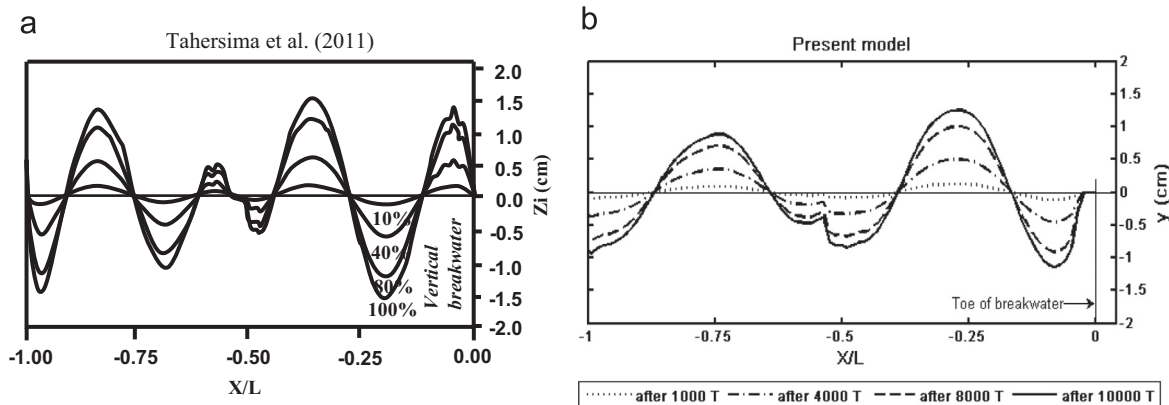 a
Tahersima et al. (2011)
2.0
1.5
1.0
0.5
0.0
-0.5
-1.0
-1.5
-2.0
Zi (cm)
10%
40%
80%
100%
Vertical
breakwater
-1.00
-0.75
-0.50
-0.25
0.00
X/L
b
Present model
2
1.5
1
0.5
0
-0.5
-1
-1.5
-2
y (cm)
Toe of breakwater
-1
-0.75
-0.5
-0.25
0
X/L
after 1000 T
after 4000 T
after 8000 T
after 10000 T